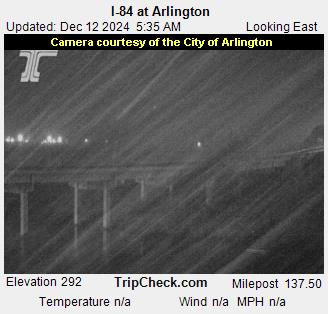 I-84 at Arlington
Updated: Dec 12 2024 5:35 AM Looking East
Camera courtesy of the City of Arlington
Elevation 292 TripCheck.com Milepost 137.50
Temperature n/a Wind n/a MPH n/a